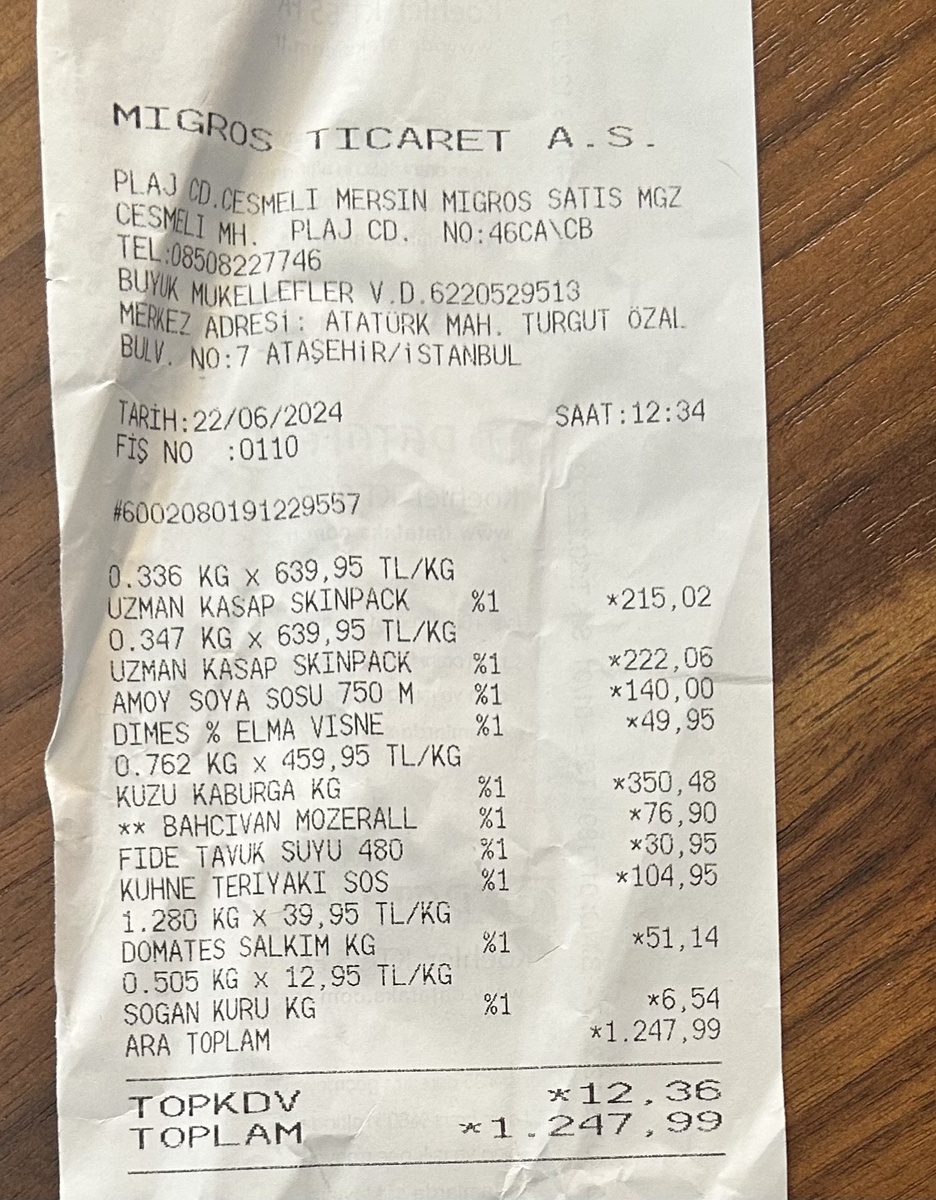 MIGROS TICARET A.S.
PLAJ CD.CESMELI MERSIN MIGROS SATIS MGZ
CESMELI MH. PLAJ CD. NO:46CA\CB
TEL:08508227746
BUYUK MUKELLEFLER V.D.6220529513
MERKEZ ADRESİ: ATATÜRK MAH. TURGUT ÖZAL
BULV. NO:7 ATAŞEHİR/İSTANBUL
TARİH:22/06/2024 SAAT:12:34
FİŞ NO :0110
#6002080191229557
0.336 KG x 639,95 TL/KG
UZMAN KASAP SKINPACK %1 *215,02
0.347 KG x 639,95 TL/KG
UZMAN KASAP SKINPACK %1 *222,06
AMOY SOYA SOSU 750 M %1 *140,00
DIMES % ELMA VISNE %1 *49,95
0.762 KG x 459,95 TL/KG
KUZU KABURGA KG %1 *350,48
** BAHCIVAN MOZERALL %1 *76,90
FIDE TAVUK SUYU 480 %1 *30,95
KUHNE TERIYAKI SOS %1 *104,95
1.280 KG x 39,95 TL/KG
DOMATES SALKIM KG %1 *51,14
0.505 KG x 12,95 TL/KG
SOGAN KURU KG %1 *6,54
ARA TOPLAM *1.247,99
TOPKDV *12,36
TOPLAM *1.247,99